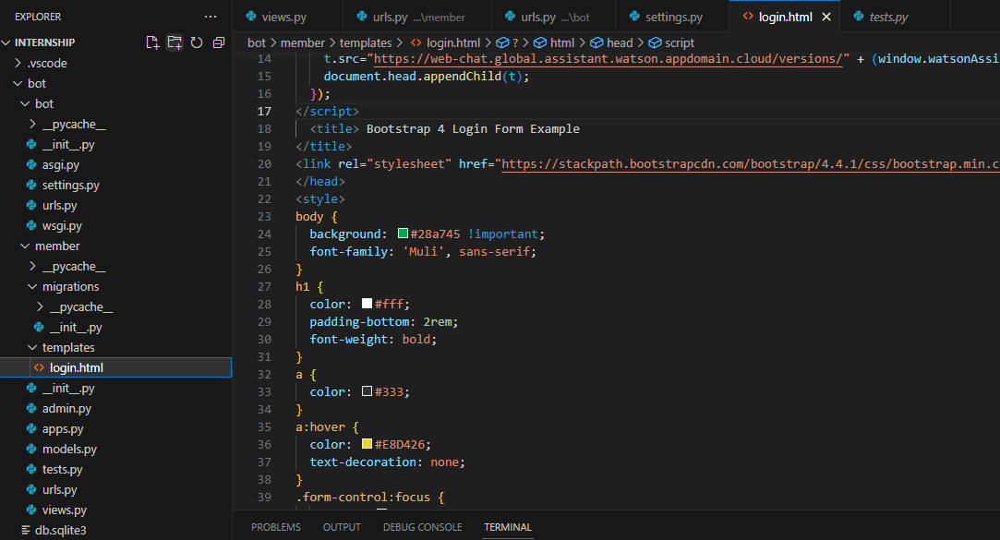 EXPLORER ...
INTERNSHIP
.vscode
bot
bot
__pycache__
__init__.py
asgi.py
settings.py
urls.py
wsgi.py
member
__pycache__
migrations
__pycache__
__init__.py
templates
login.html
__init__.py
admin.py
apps.py
models.py
tests.py
urls.py
views.py
db.sqlite3
views.py urls.py ...\member urls.py ...\bot settings.py login.html tests.py
bot > member > templates > login.html > ? > html > head > script
14 t.src="https://web-chat.global.assistant.watson.appdomain.cloud/versions/" + (window.watsonAssi
15 document.head.appendChild(t);
16 });
17 </script>
18 <title> Bootstrap 4 Login Form Example
19 </title>
20 <link rel="stylesheet" href="https://stackpath.bootstrapcdn.com/bootstrap/4.4.1/css/bootstrap.min.c
21 </head>
22 <style>
23 body {
24 background: #28a745 !important;
25 font-family: 'Muli', sans-serif;
26 }
27 h1 {
28 color: #fff;
29 padding-bottom: 2rem;
30 font-weight: bold;
31 }
32 a {
33 color: #333;
34 }
35 a:hover {
36 color: #E8D426;
37 text-decoration: none;
38 }
39 .form-control:focus {
PROBLEMS OUTPUT DEBUG CONSOLE TERMINAL